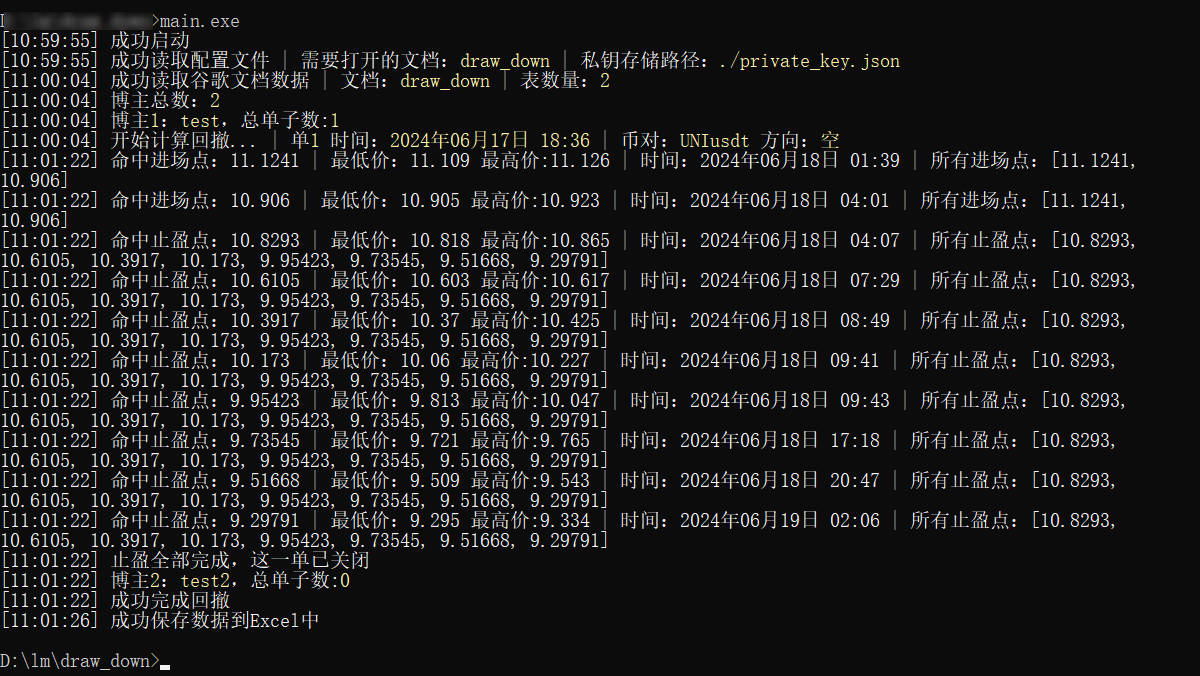 >main.exe
[10:59:55] 成功启动
[10:59:55] 成功读取配置文件 | 需要打开的文档：draw_down | 私钥存储路径：./private_key.json
[11:00:04] 成功读取谷歌文档数据 | 文档：draw_down | 表数量：2
[11:00:04] 博主总数：2
[11:00:04] 博主1：test，总单子数:1
[11:00:04] 开始计算回撤... | 单1 时间：2024年06月17日 18:36 | 币对：UNIusdt 方向：空
[11:01:22] 命中进场点：11.1241 | 最低价：11.109 最高价:11.126 | 时间：2024年06月18日 01:39 | 所有进场点：[11.1241,
10.906]
[11:01:22] 命中进场点：10.906 | 最低价：10.905 最高价:10.923 | 时间：2024年06月18日 04:01 | 所有进场点：[11.1241,
10.906]
[11:01:22] 命中止盈点：10.8293 | 最低价：10.818 最高价:10.865 | 时间：2024年06月18日 04:07 | 所有止盈点：[10.8293,
10.6105, 10.3917, 10.173, 9.95423, 9.73545, 9.51668, 9.29791]
[11:01:22] 命中止盈点：10.6105 | 最低价：10.603 最高价:10.617 | 时间：2024年06月18日 07:29 | 所有止盈点：[10.8293,
10.6105, 10.3917, 10.173, 9.95423, 9.73545, 9.51668, 9.29791]
[11:01:22] 命中止盈点：10.3917 | 最低价：10.37 最高价:10.425 | 时间：2024年06月18日 08:49 | 所有止盈点：[10.8293,
10.6105, 10.3917, 10.173, 9.95423, 9.73545, 9.51668, 9.29791]
[11:01:22] 命中止盈点：10.173 | 最低价：10.06 最高价:10.227 | 时间：2024年06月18日 09:41 | 所有止盈点：[10.8293,
10.6105, 10.3917, 10.173, 9.95423, 9.73545, 9.51668, 9.29791]
[11:01:22] 命中止盈点：9.95423 | 最低价：9.813 最高价:10.047 | 时间：2024年06月18日 09:43 | 所有止盈点：[10.8293,
10.6105, 10.3917, 10.173, 9.95423, 9.73545, 9.51668, 9.29791]
[11:01:22] 命中止盈点：9.73545 | 最低价：9.721 最高价:9.765 | 时间：2024年06月18日 17:18 | 所有止盈点：[10.8293,
10.6105, 10.3917, 10.173, 9.95423, 9.73545, 9.51668, 9.29791]
[11:01:22] 命中止盈点：9.51668 | 最低价：9.509 最高价:9.543 | 时间：2024年06月18日 20:47 | 所有止盈点：[10.8293,
10.6105, 10.3917, 10.173, 9.95423, 9.73545, 9.51668, 9.29791]
[11:01:22] 命中止盈点：9.29791 | 最低价：9.295 最高价:9.334 | 时间：2024年06月19日 02:06 | 所有止盈点：[10.8293,
10.6105, 10.3917, 10.173, 9.95423, 9.73545, 9.51668, 9.29791]
[11:01:22] 止盈全部完成，这一单已关闭
[11:01:22] 博主2：test2，总单子数:0
[11:01:22] 成功完成回撤
[11:01:26] 成功保存数据到Excel中
D:\lm\draw_down>